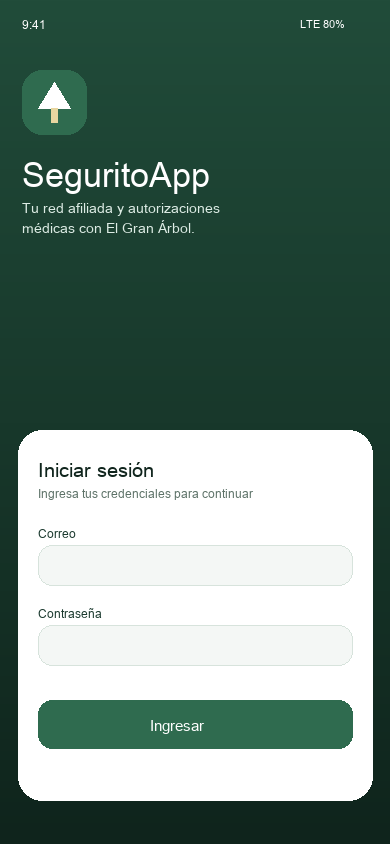 9:41
LTE 80%
SeguritoApp
Tu red afiliada y autorizaciones
médicas con El Gran Árbol.
Iniciar sesión
Ingresa tus credenciales para continuar
Correo
Contraseña
Ingresar